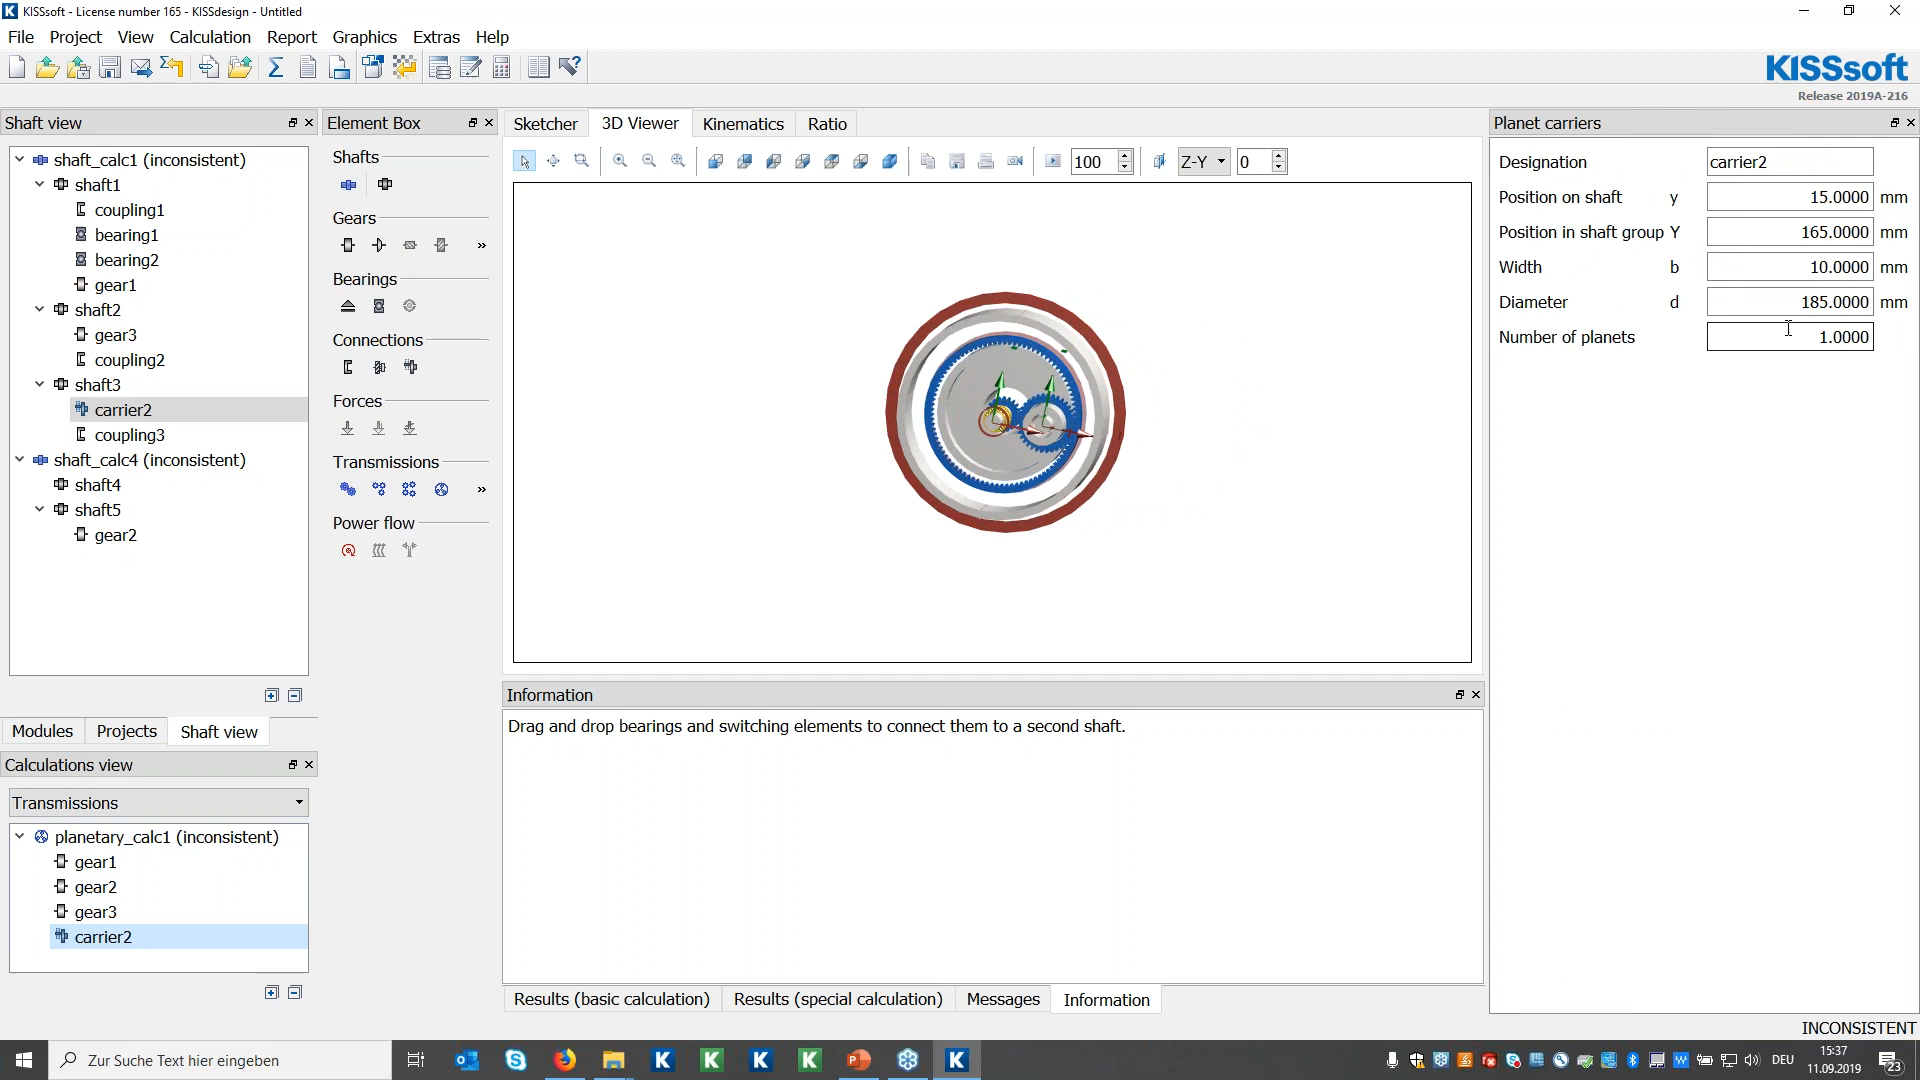 KISSsoft - License number 165 - KISSdesign - Untitled
File Project View Calculation Report Graphics Extras Help
KISSsoft
Release 2019A-216
Shaft view
shaft_calc1 (inconsistent)
shaft1
coupling1
bearing1
bearing2
gear1
shaft2
gear3
coupling2
shaft3
carrier2
coupling3
shaft_calc4 (inconsistent)
shaft4
shaft5
gear2
Modules Projects Shaft view
Calculations view
Transmissions
planetary_calc1 (inconsistent)
gear1
gear2
gear3
carrier2
Element Box
Shafts
Gears
»
Bearings
Connections
Forces
Transmissions
»
Power flow
Sketcher 3D Viewer Kinematics Ratio
100 Z-Y 0
Information
Drag and drop bearings and switching elements to connect them to a second shaft.
Results (basic calculation) Results (special calculation) Messages Information
Planet carriers
Designation carrier2
Position on shaft y 15.0000 mm
Position in shaft group Y 165.0000 mm
Width b 10.0000 mm
Diameter d 185.0000 mm
Number of planets 1.0000
INCONSISTENT
Zur Suche Text hier eingeben
DEU
15:37
11.09.2019
23